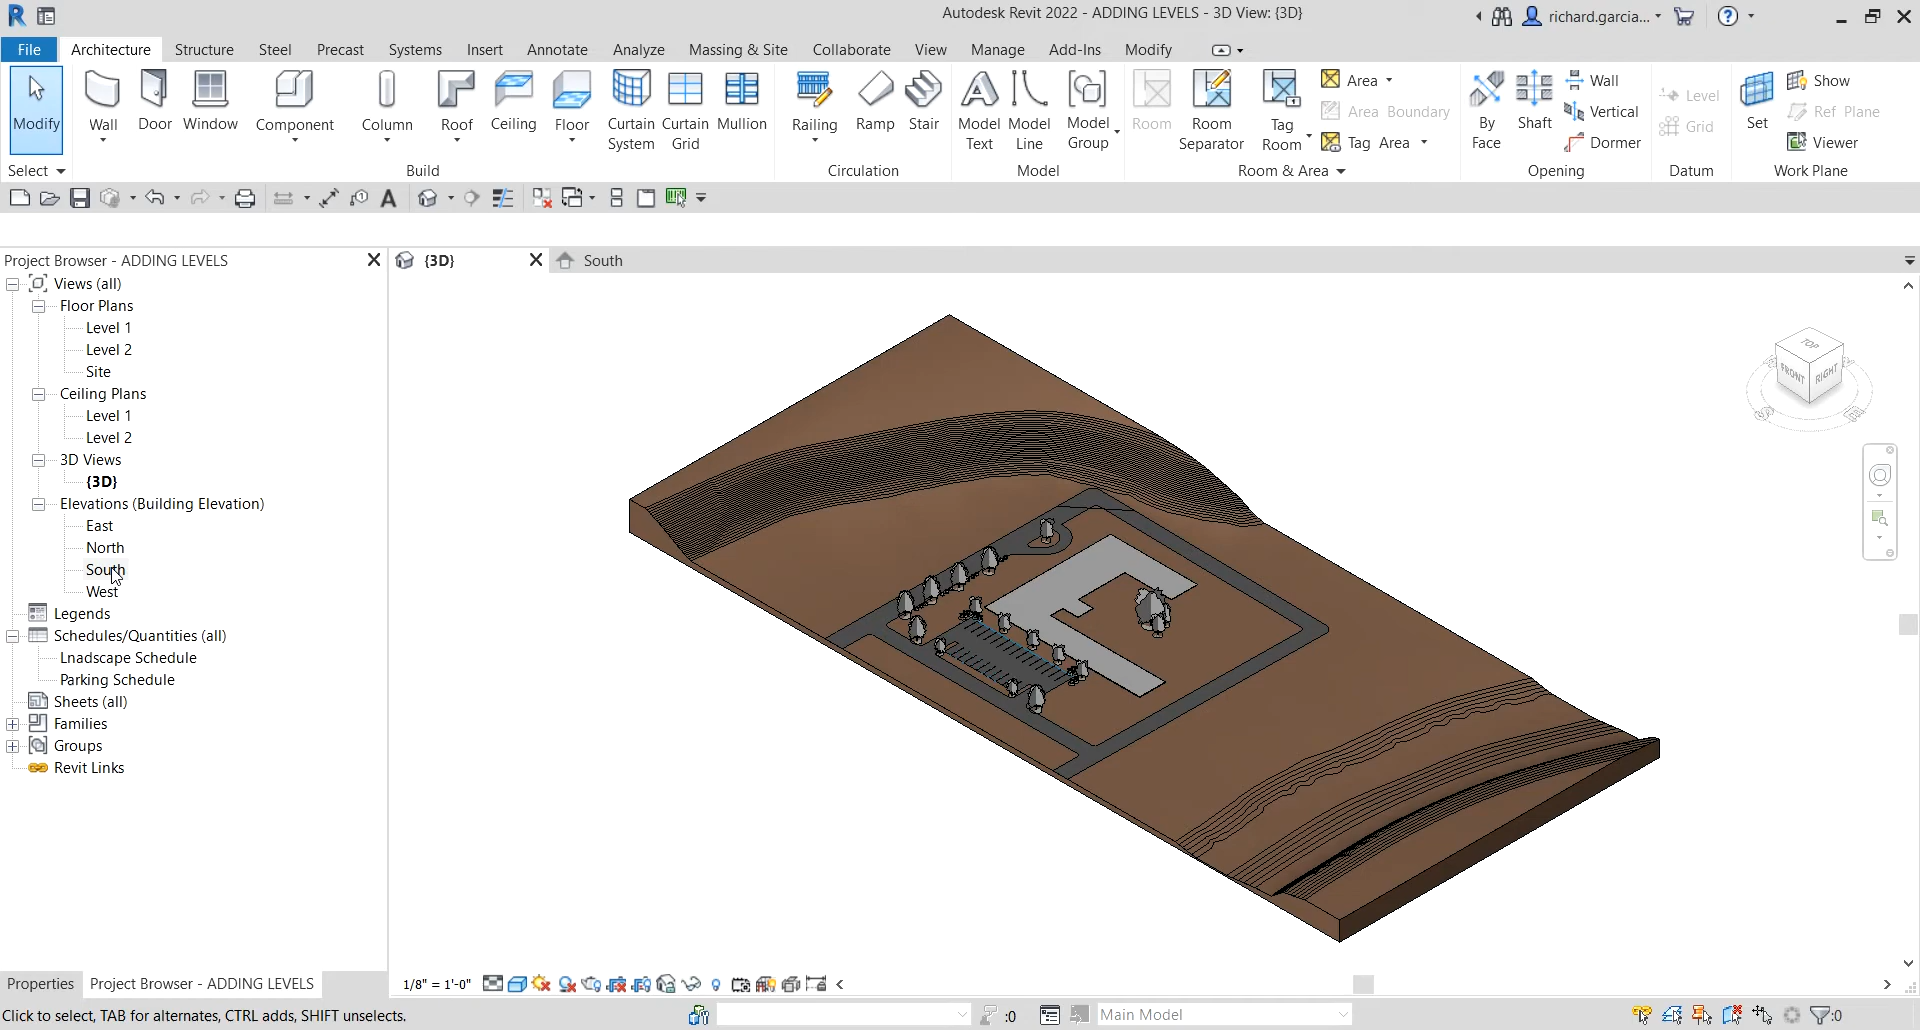 Autodesk Revit 2022 - ADDING LEVELS - 3D View: {3D}
richard.garcia...
File Architecture Structure Steel Precast Systems Insert Annotate Analyze Massing & Site Collaborate View Manage Add-Ins Modify
Modify Wall Door Window Component Column Roof Ceiling Floor Curtain System Curtain Grid Mullion Railing Ramp Stair Model Text Model Line Model Group Room Room Separator Tag Room Area Area Boundary Tag Area By Face Shaft Wall Vertical Dormer Level Grid Set Show Ref Plane Viewer
Select Build Circulation Model Room & Area Opening Datum Work Plane
Project Browser - ADDING LEVELS
{3D}
South
Views (all)
Floor Plans
Level 1
Level 2
Site
Ceiling Plans
Level 1
Level 2
3D Views
{3D}
Elevations (Building Elevation)
East
North
South
West
Legends
Schedules/Quantities (all)
Lnadscape Schedule
Parking Schedule
Sheets (all)
Families
Groups
Revit Links
TOP
FRONT
RIGHT
Properties
Project Browser - ADDING LEVELS
1/8" = 1'-0"
Click to select, TAB for alternates, CTRL adds, SHIFT unselects.
:0
Main Model
:0